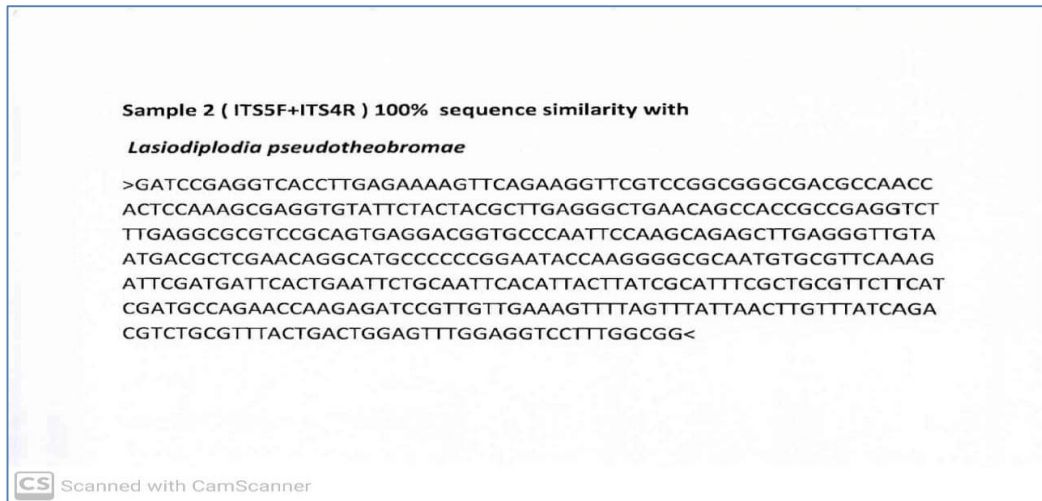 Sample 2 ( ITS5F+ITS4R ) 100% sequence similarity with
Lasiodiplodia pseudotheobromae
>GATCCGAGGTCACCTTGAGAAAAGTTCAGAAGGTTCGTCCGGCGGGCGACGCCAACC
ACTCCAAAGCGAGGTGTATTCTACTACGCTTGAGGGCTGAACAGCCACCGCCGAGGTCT
TTGAGGCGCGTCCGCAGTGAGGACGGTGCCCAATTCCAAGCAGAGCTTGAGGGTTGTA
ATGACGCTCGAACAGGCATGCCCCCCGGAATACCAAGGGGCGCAATGTGCGTTCAAAG
ATTCGATGATTCACTGAATTCTGCAATTCACATTACTTATCGCATTTCGCTGCGTTCTTCAT
CGATGCCAGAACCAAGAGATCCGTTGTTGAAAGTTTTAGTTTATTAACTTGTTTATCAGA
CGTCTGCGTTTACTGACTGGAGTTTGGAGGTCCTTTGGCGG<
CS Scanned with CamScanner